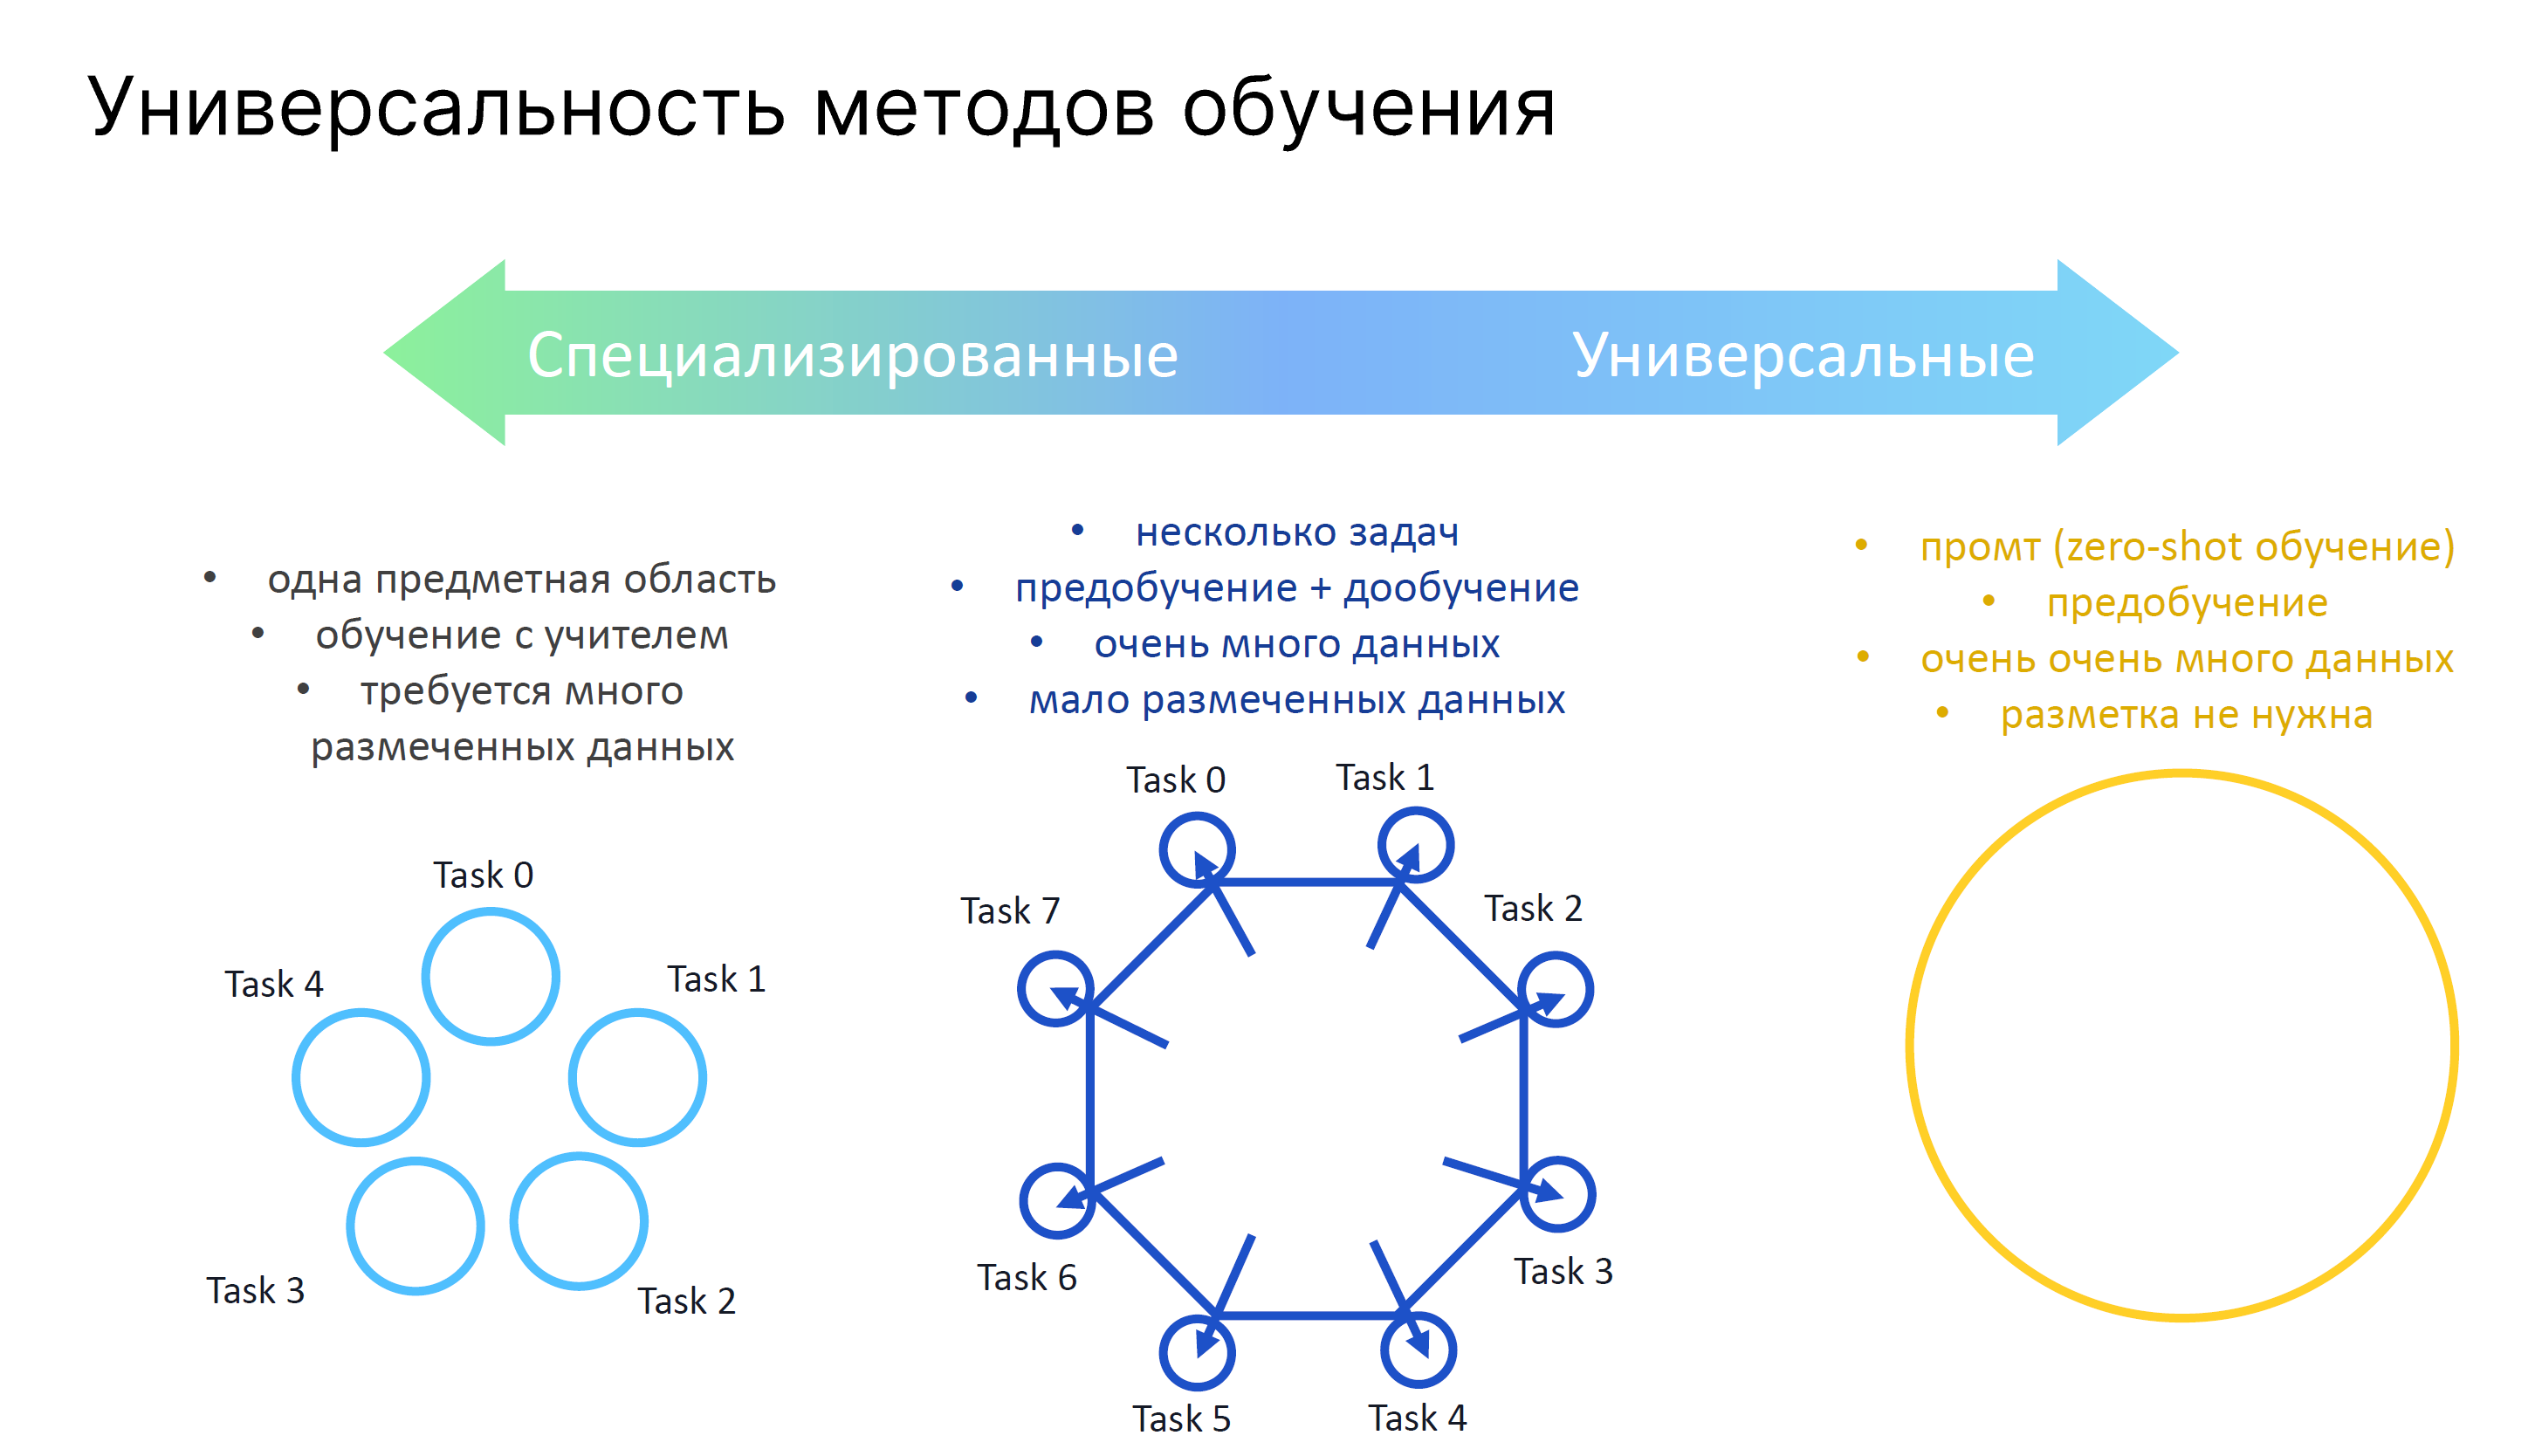 Универсальность методов обучения
Специализированные
Универсальные
• одна предметная область
• обучение с учителем
• требуется много
размеченных данных
• несколько задач
• предобучение + дообучение
• очень много данных
• мало размеченных данных
• промт (zero-shot обучение)
• предобучение
• очень очень много данных
• разметка не нужна
Task 0
Task 1
Task 2
Task 3
Task 4
Task 0
Task 1
Task 2
Task 3
Task 4
Task 5
Task 6
Task 7